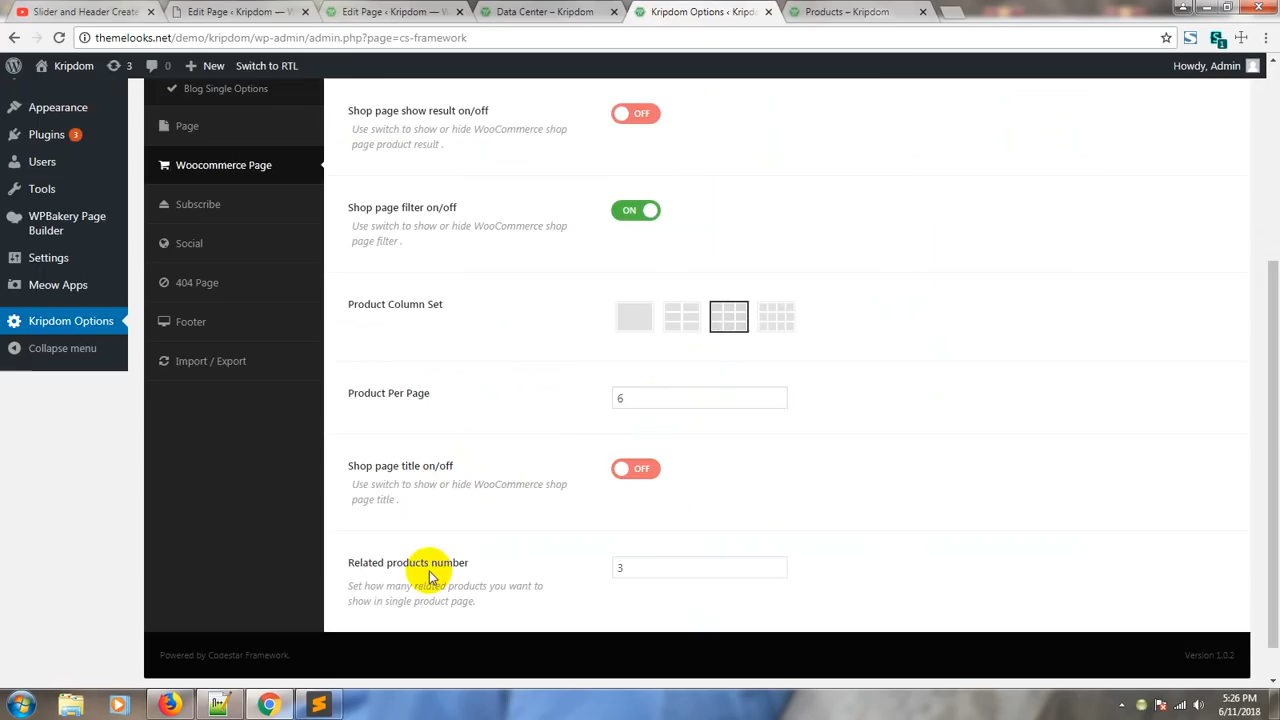 Slider and Header Creati
Edit Page ‹ Kripdom — W
Edit Page ‹ Kripdom — W
Data Center – Kripdom
Kripdom Options ‹ Kripd
Products – Kripdom
themelooks.net/demo/kripdom/wp-admin/admin.php?page=cs-framework
1
Kripdom
3
0
New
Switch to RTL
Howdy, Admin
Appearance
Plugins 3
Users
Tools
WPBakery Page
Builder
Settings
Meow Apps
Kripdom Options
Collapse menu
Blog Single Options
Page
Woocommerce Page
Subscribe
Social
404 Page
Footer
Import / Export
Shop page show result on/off
Use switch to show or hide WooCommerce shop
page product result .
OFF
Shop page filter on/off
Use switch to show or hide WooCommerce shop
page filter .
ON
Product Column Set
Product Per Page
6
Shop page title on/off
Use switch to show or hide WooCommerce shop
page title .
OFF
Related products number
Set how many related products you want to
show in single product page.
3
Powered by Codestar Framework.
Version 1.0.2
5:26 PM
6/11/2018